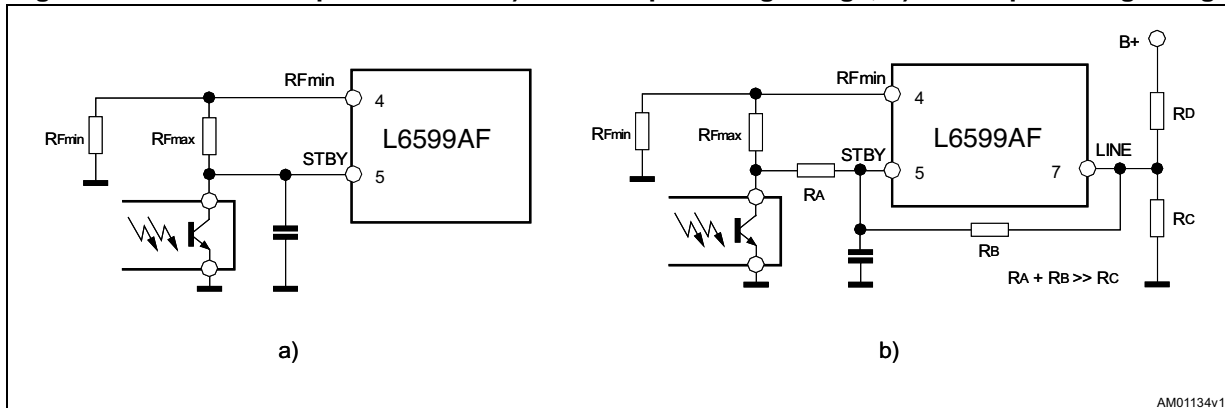 RFmin
4
RFmin
RFmax
L6599AF
STBY
5
a)
B+
RFmin
4
RD
RFmin
RFmax
L6599AF
STBY
LINE
5
7
RA
RC
RB
RA + RB >> RC
b)
AM01134v1